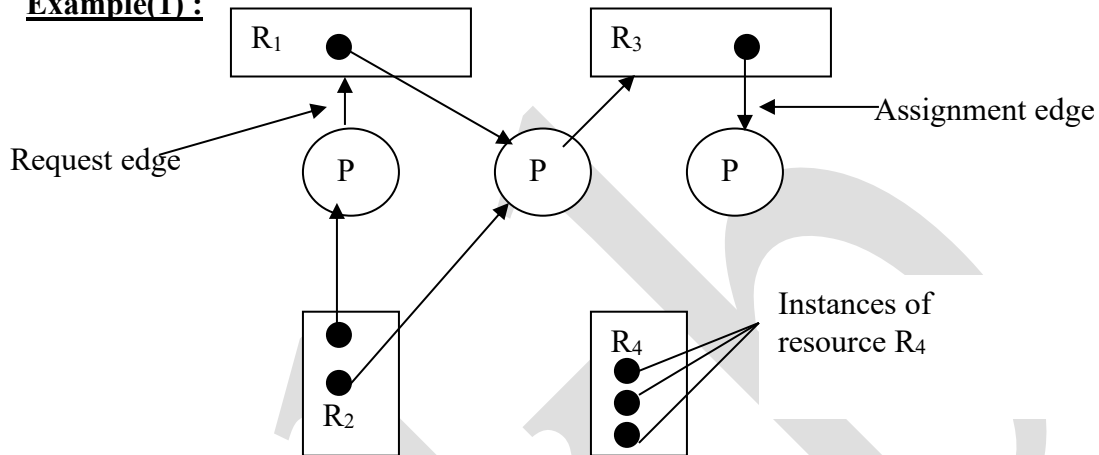 Example(1) :
R₁
R₃
Assignment edge
Request edge
P
P
P
Instances of
resource R₄
R₄
R₂